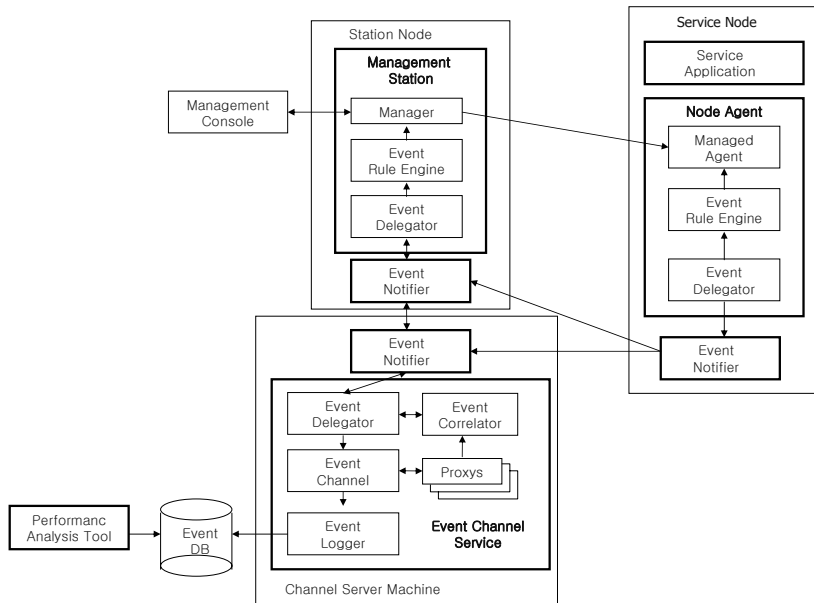 Station Node
Management
Station
Manager
Event
Rule Engine
Event
Delegator
Event
Notifier
Management
Console
Service Node
Service
Application
Node Agent
Managed
Agent
Event
Rule Engine
Event
Delegator
Event
Notifier
Event
Notifier
Event
Delegator
Event
Correlator
Event
Channel
Proxys
Event
Logger
Event Channel
Service
Channel Server Machine
Performanc
Analysis Tool
Event
DB